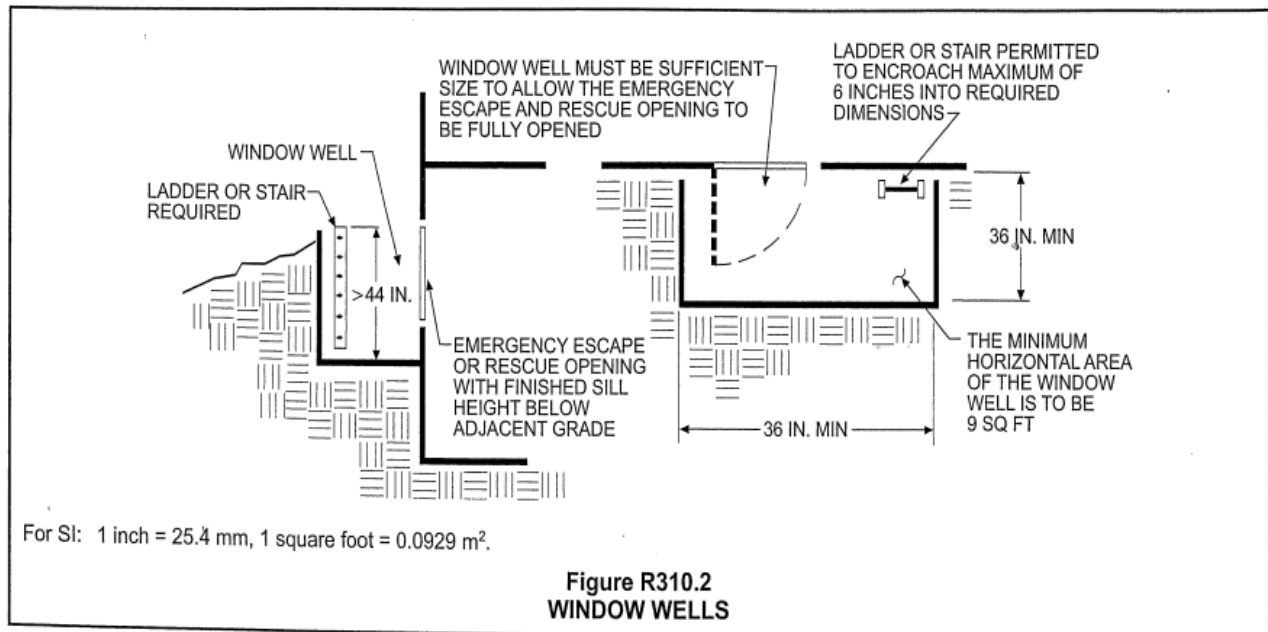 WINDOW WELL MUST BE SUFFICIENT
SIZE TO ALLOW THE EMERGENCY
ESCAPE AND RESCUE OPENING TO
BE FULLY OPENED
LADDER OR STAIR PERMITTED
TO ENCROACH MAXIMUM OF
6 INCHES INTO REQUIRED
DIMENSIONS
WINDOW WELL
LADDER OR STAIR
REQUIRED
>44 IN.
EMERGENCY ESCAPE
OR RESCUE OPENING
WITH FINISHED SILL
HEIGHT BELOW
ADJACENT GRADE
36 IN. MIN
36 IN. MIN
THE MINIMUM
HORIZONTAL AREA
OF THE WINDOW
WELL IS TO BE
9 SQ FT
For SI: 1 inch = 25.4 mm, 1 square foot = 0.0929 m².
Figure R310.2
WINDOW WELLS